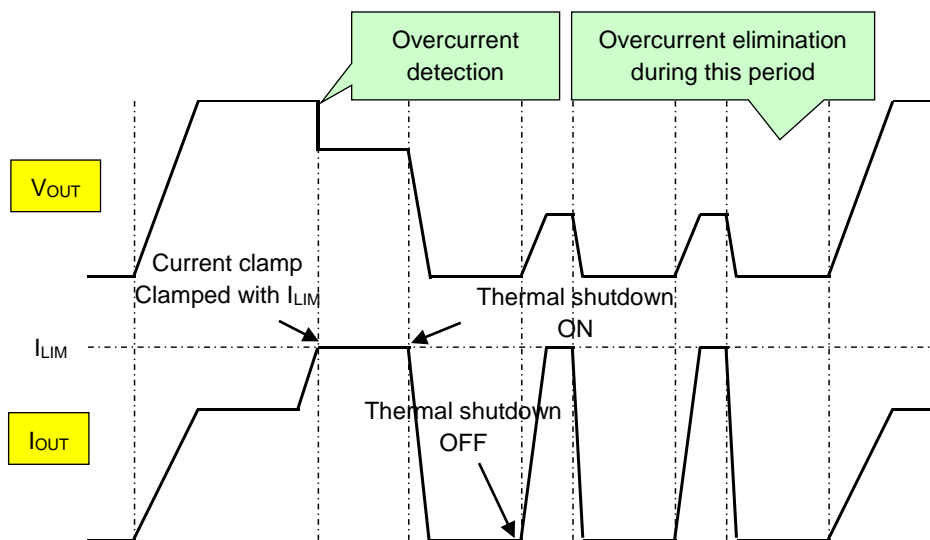 Overcurrent
detection
Overcurrent elimination
during this period
VOUT
Current clamp
Clamped with ILIM
Thermal shutdown
ON
ILIM
Thermal shutdown
OFF
IOUT